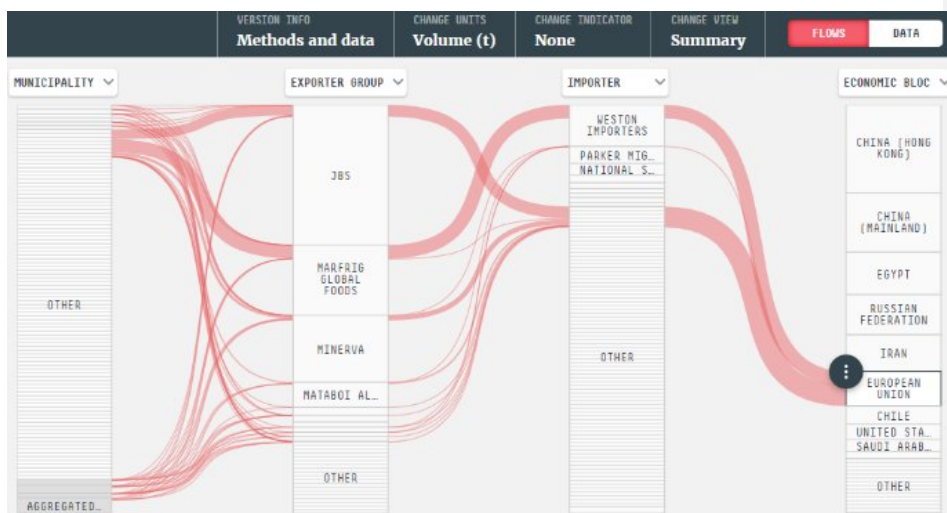 VERSION INFO
Methods and data
CHANGE UNITS
Volume (t)
CHANGE INDICATOR
None
CHANGE VIEW
Summary
FLOWS
DATA
MUNICIPALITY
EXPORTER GROUP
IMPORTER
ECONOMIC BLOC
OTHER
AGGREGATED…
JBS
MARFRIG
GLOBAL
FOODS
MINERVA
MATABOI AL…
OTHER
WESTON
IMPORTERS
PARKER MIG…
NATIONAL S…
OTHER
CHINA (HONG
KONG)
CHINA
(MAINLAND)
EGYPT
RUSSIAN
FEDERATION
IRAN
EUROPEAN
UNION
CHILE
UNITED STA…
SAUDI ARAB…
OTHER